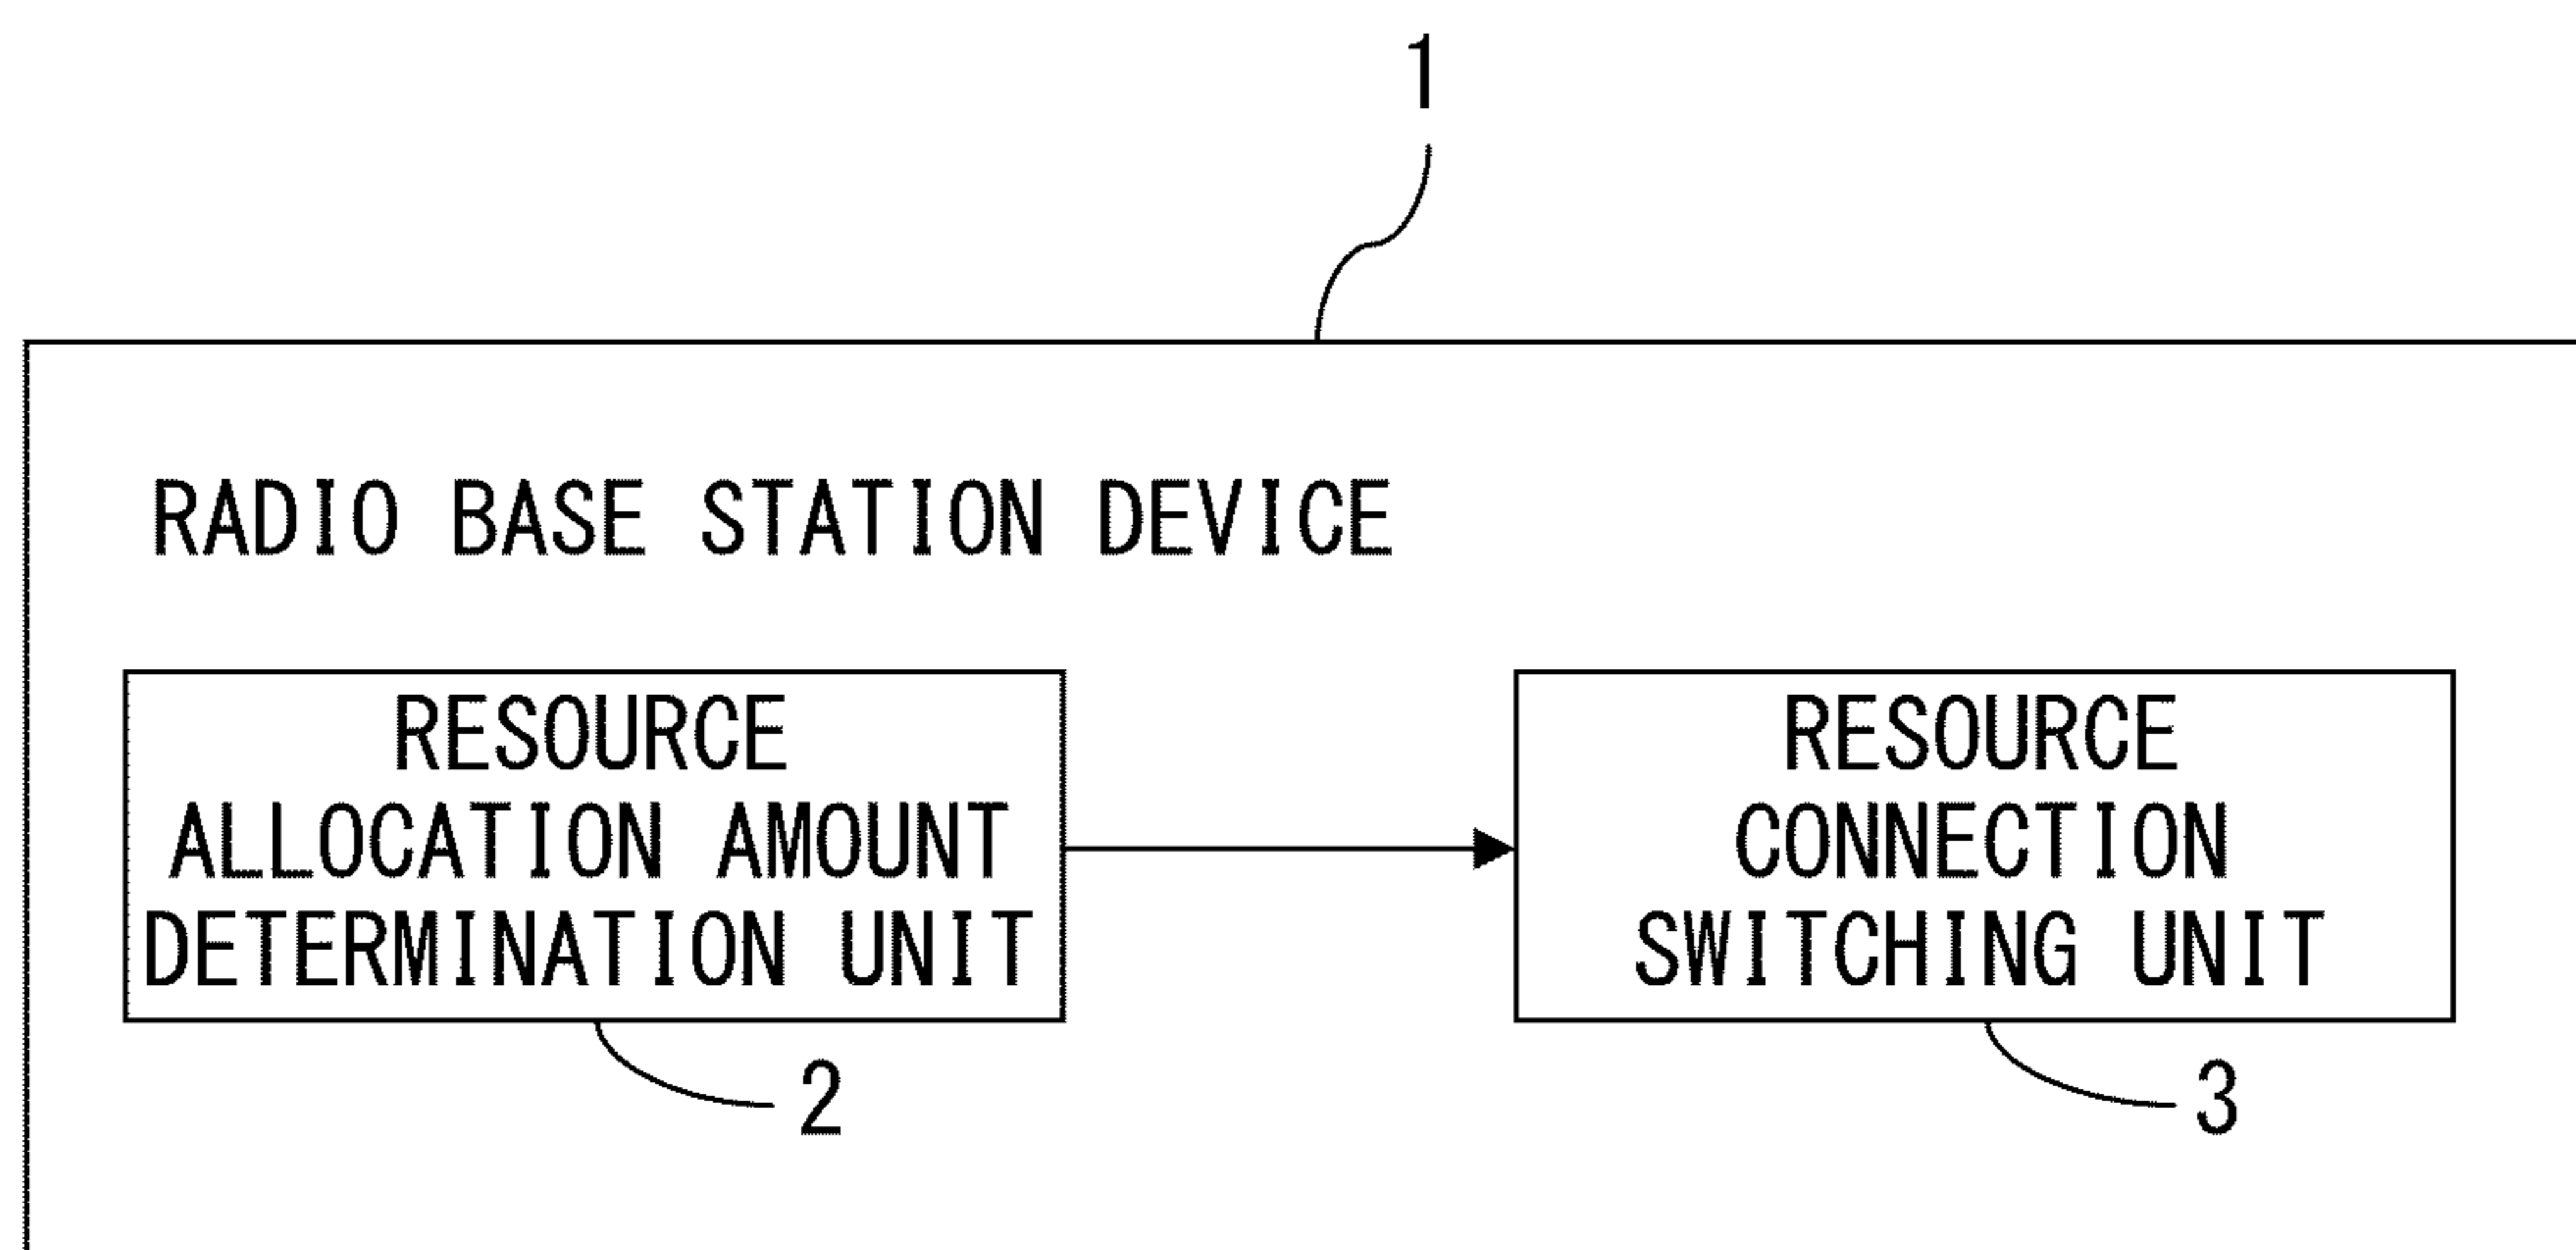 1
RADIO BASE STATION DEVICE
RESOURCE
ALLOCATION AMOUNT
DETERMINATION UNIT
RESOURCE
CONNECTION
SWITCHING UNIT
2
3